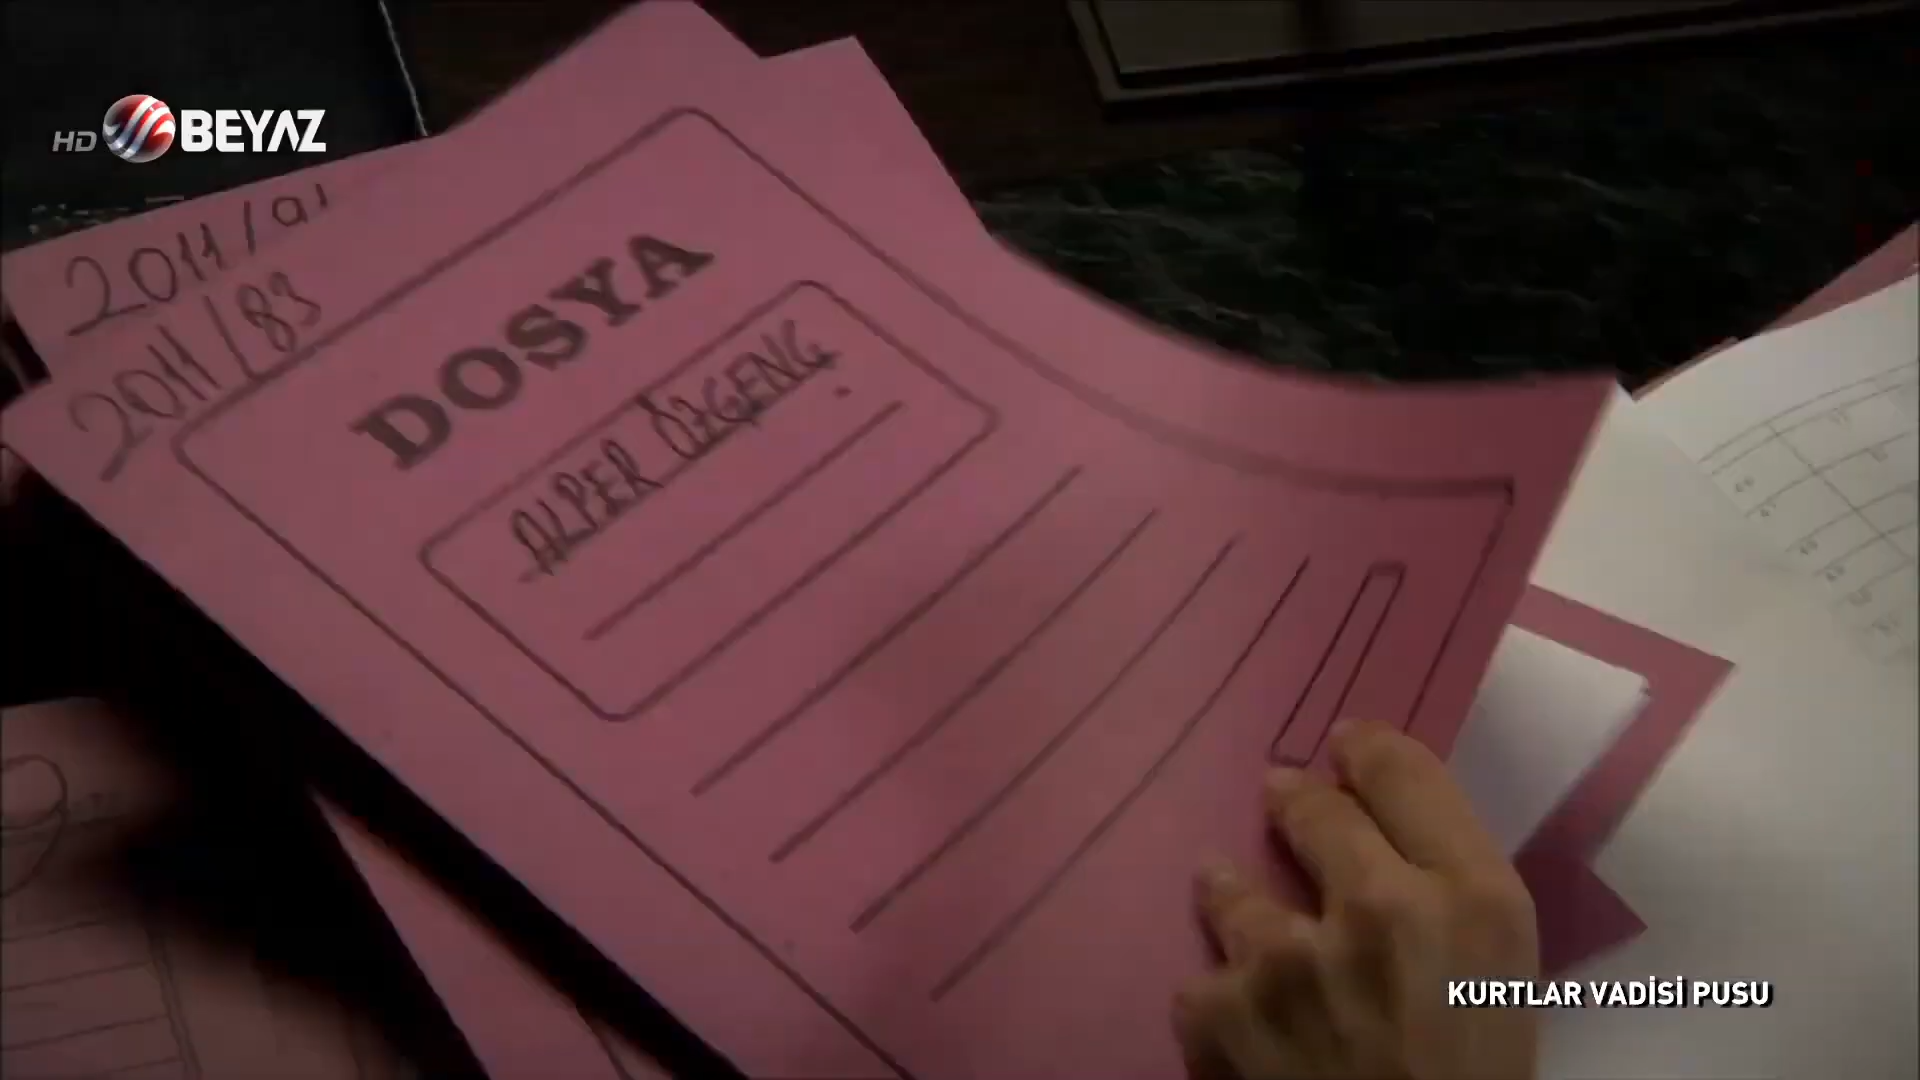 HD BEYAZ
2011/91
2011/83
DOSYA
ALPER ÖZGENÇ
KURTLAR VADİSİ PUSU